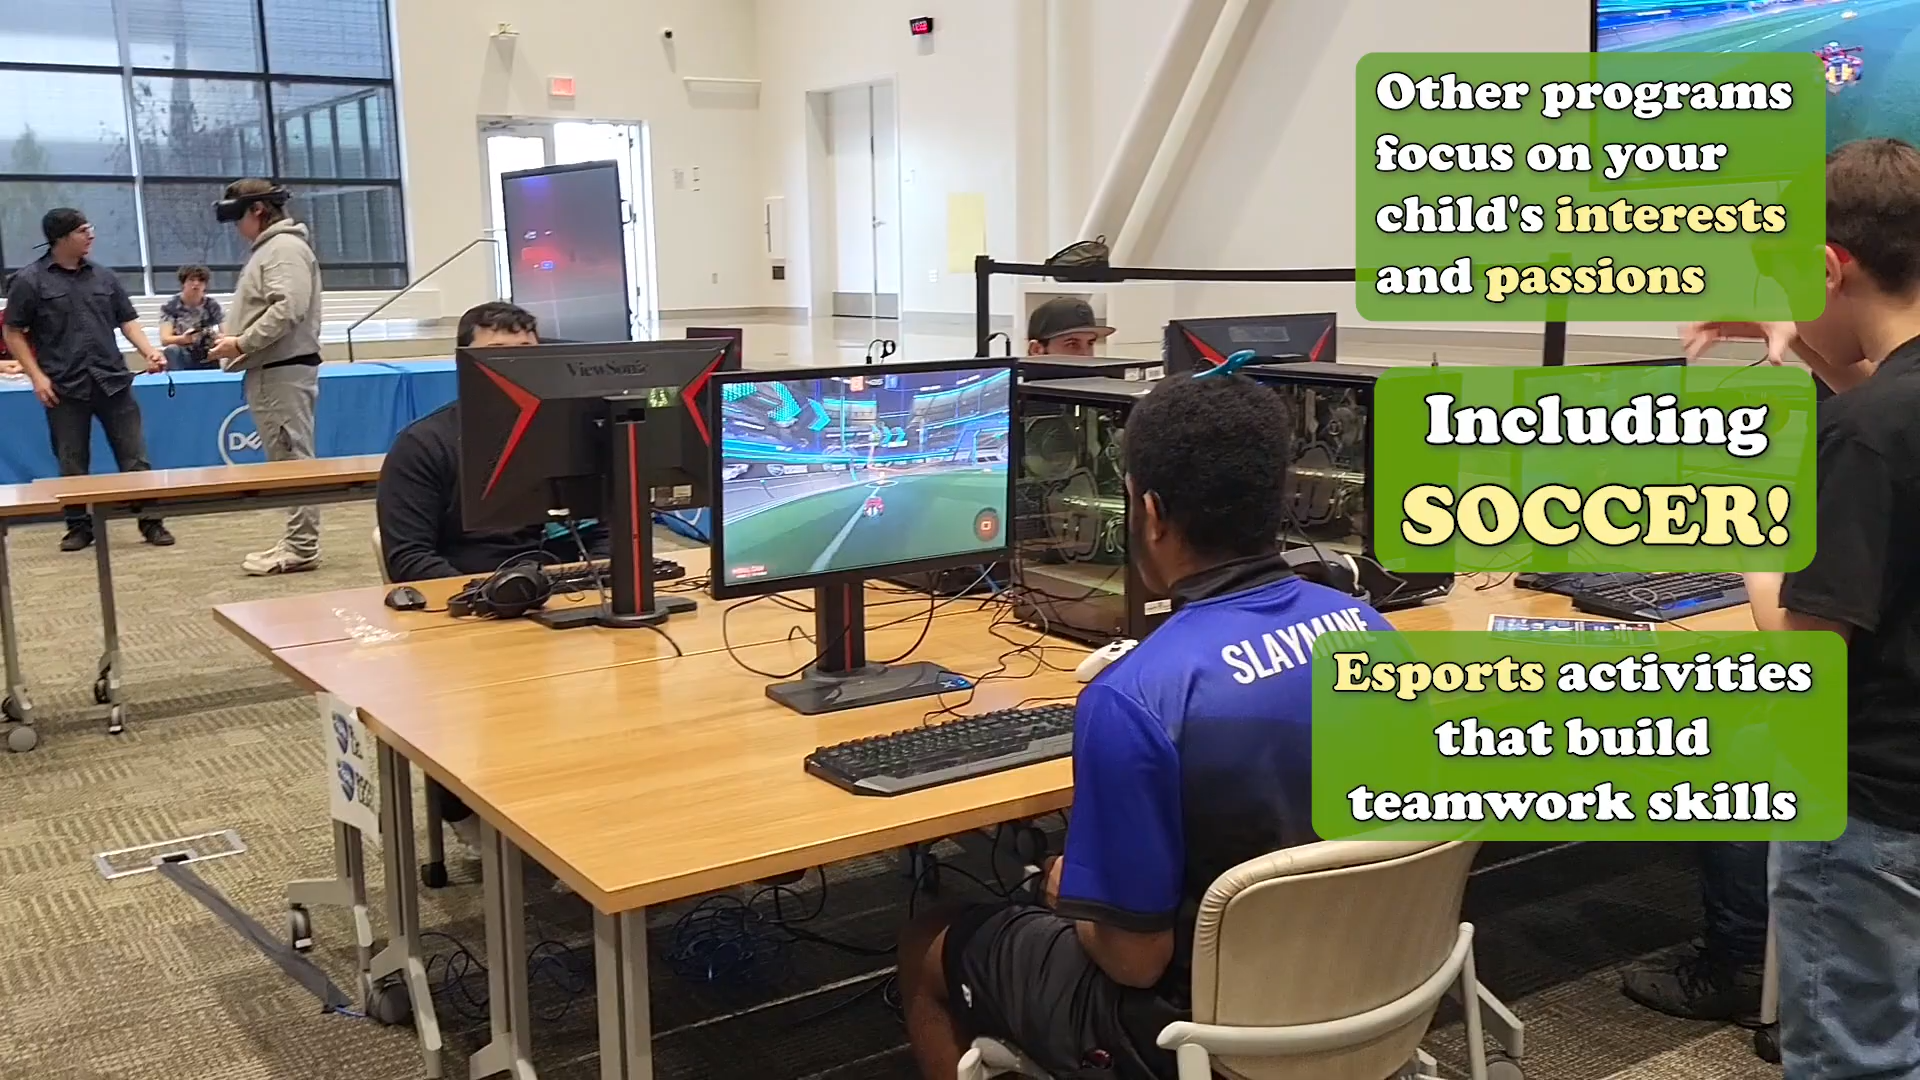 Other programs
focus on your
child's interests
and passions
Including
SOCCER!
Esports activities
that build
teamwork skills
ViewSonic
SLAYMINE